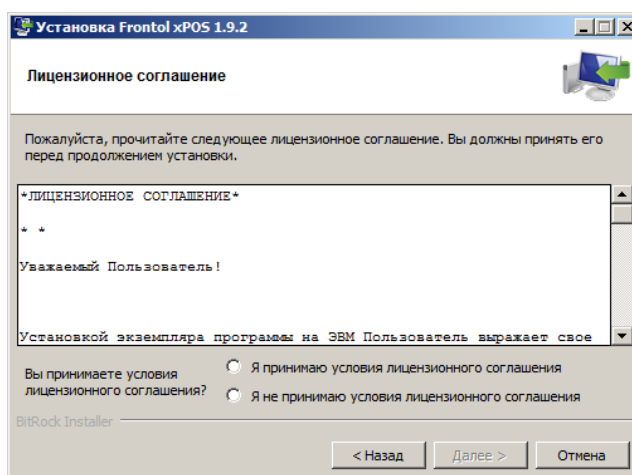 Установка Frontol xPOS 1.9.2
Лицензионное соглашение
Пожалуйста, прочитайте следующее лицензионное соглашение. Вы должны принять его
перед продолжением установки.
*ЛИЦЕНЗИОННОЕ СОГЛАШЕНИЕ*
* *
Уважаемый Пользователь!
Установкой экземпляра программы на ЭВМ Пользователь выражает свое
Вы принимаете условия
лицензионного соглашения?
Я принимаю условия лицензионного соглашения
Я не принимаю условия лицензионного соглашения
BitRock Installer
< Назад
Далее >
Отмена